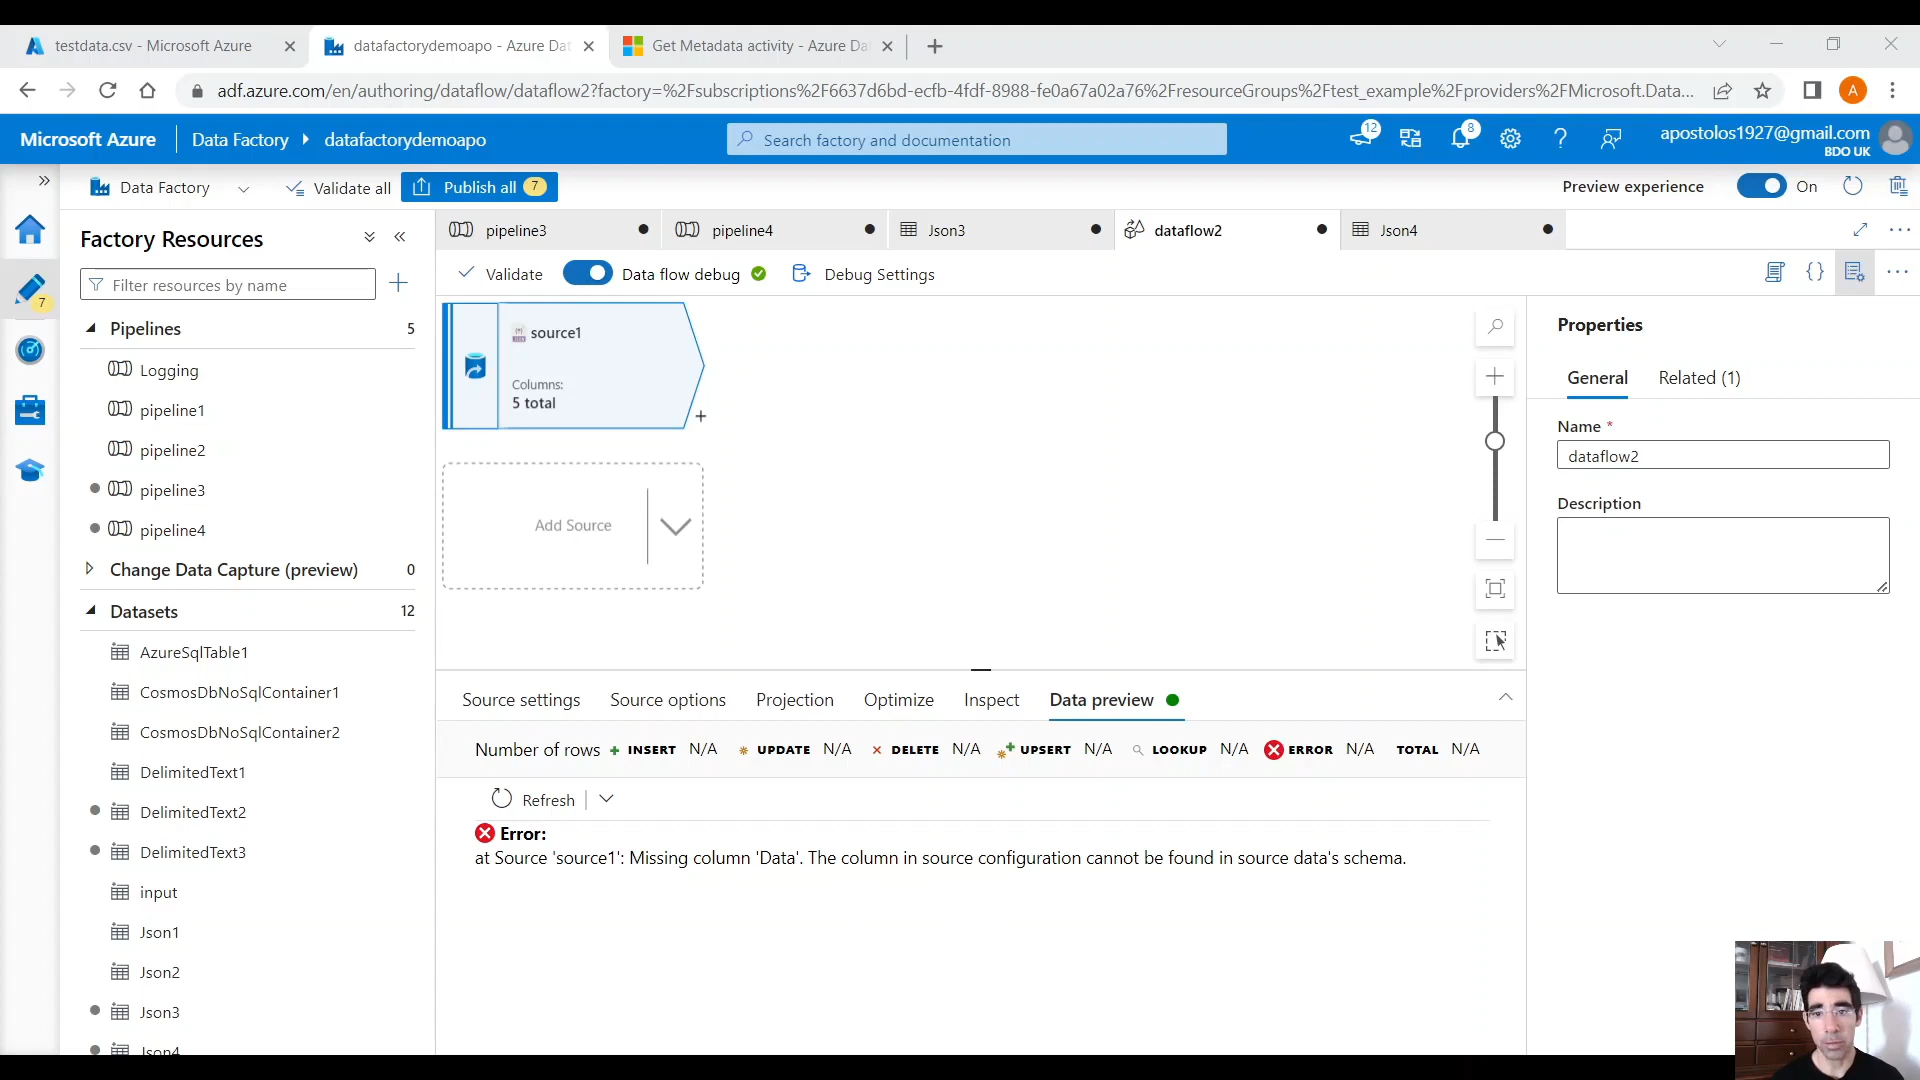 testdata.csv - Microsoft Azure
datafactorydemoapo - Azure Dat
Get Metadata activity - Azure Da
adf.azure.com/en/authoring/dataflow/dataflow2?factory=%2Fsubscriptions%2F6637d6bd-ecfb-4fdf-8988-fe0a67a02a76%2FresourceGroups%2Ftest_example%2Fproviders%2FMicrosoft.Data...
A
Microsoft Azure
Data Factory
datafactorydemoapo
Search factory and documentation
12
8
apostolos1927@gmail.com
BDO UK
Data Factory
Validate all
Publish all 7
Preview experience
On
7
Factory Resources
Filter resources by name
Pipelines 5
Logging
pipeline1
pipeline2
pipeline3
pipeline4
Change Data Capture (preview) 0
Datasets 12
AzureSqlTable1
CosmosDbNoSqlContainer1
CosmosDbNoSqlContainer2
DelimitedText1
DelimitedText2
DelimitedText3
input
Json1
Json2
Json3
Json4
pipeline3
pipeline4
Json3
dataflow2
Json4
Validate
Data flow debug
Debug Settings
source1
Columns:
5 total
Add Source
Properties
General
Related (1)
Name *
dataflow2
Description
Source settings
Source options
Projection
Optimize
Inspect
Data preview
Number of rows + INSERT N/A UPDATE N/A DELETE N/A UPSERT N/A LOOKUP N/A ERROR N/A TOTAL N/A
Refresh
Error:
at Source 'source1': Missing column 'Data'. The column in source configuration cannot be found in source data's schema.